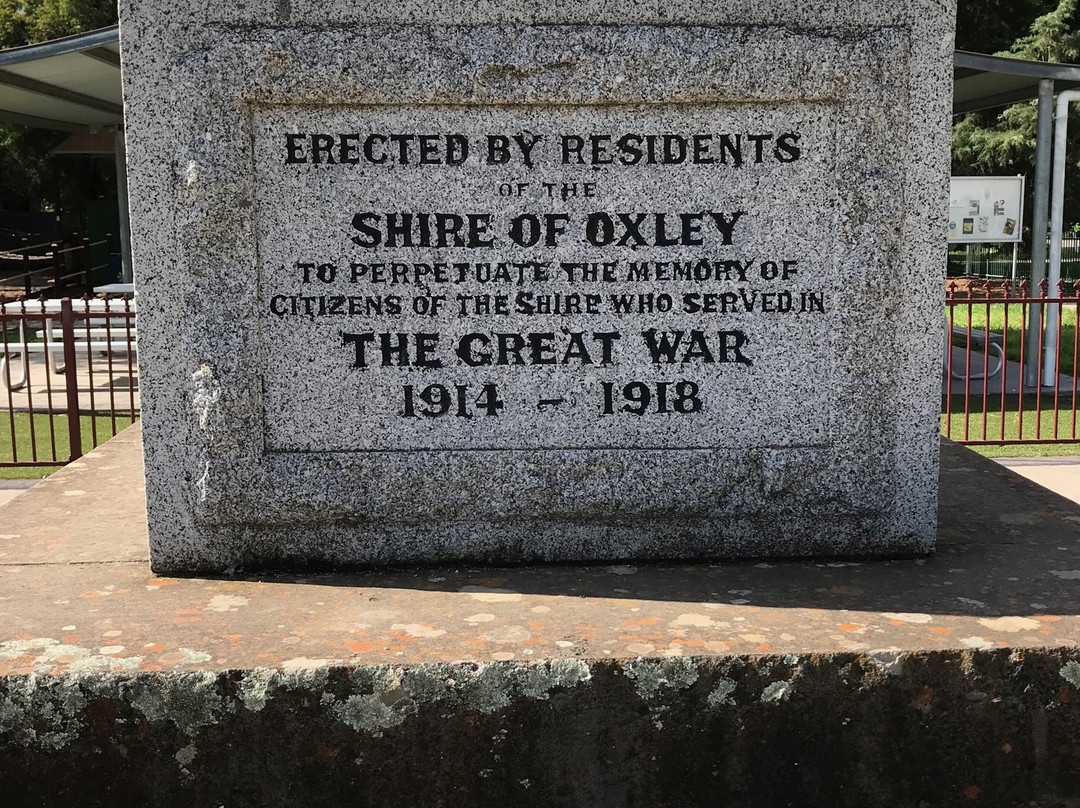 ERECTED BY RESIDENTS
OF THE
SHIRE OF OXLEY
TO PERPETUATE THE MEMORY OF
CITIZENS OF THE SHIRE WHO SERVED IN
THE GREAT WAR
1914 - 1918